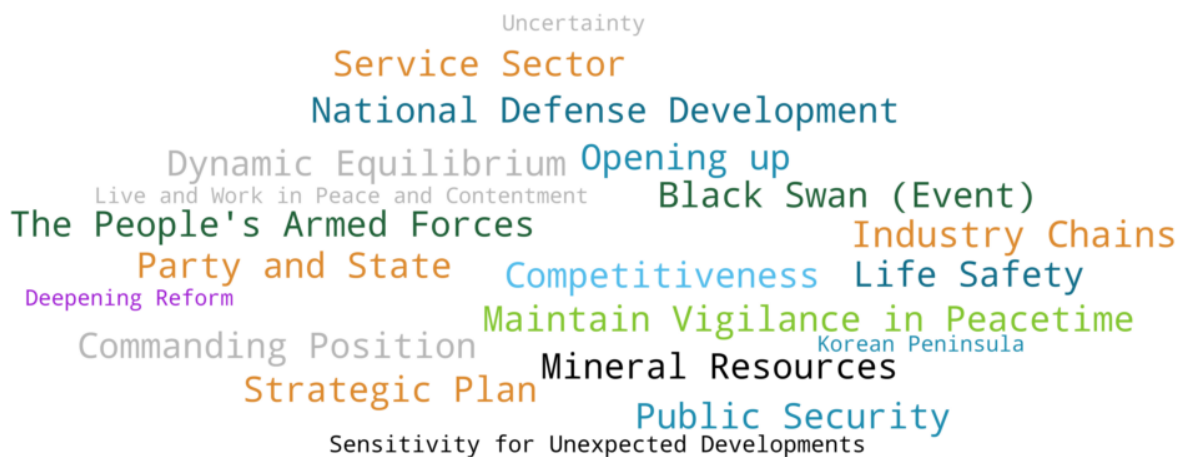 Uncertainty
Service Sector
National Defense Development
Dynamic Equilibrium
Opening up
Live and Work in Peace and Contentment
Black Swan (Event)
The People's Armed Forces
Industry Chains
Party and State
Competitiveness
Life Safety
Deepening Reform
Maintain Vigilance in Peacetime
Commanding Position
Korean Peninsula
Mineral Resources
Strategic Plan
Public Security
Sensitivity for Unexpected Developments